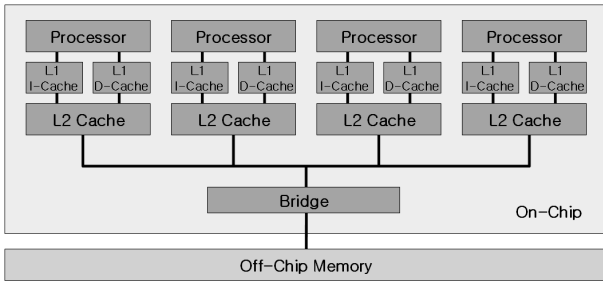 Processor Processor Processor Processor
L1 L1 L1 L1 L1 L1 L1 L1
I-Cache D-Cache I-Cache D-Cache I-Cache D-Cache I-Cache D-Cache
L2 Cache L2 Cache L2 Cache L2 Cache
Bridge
On-Chip
Off-Chip Memory